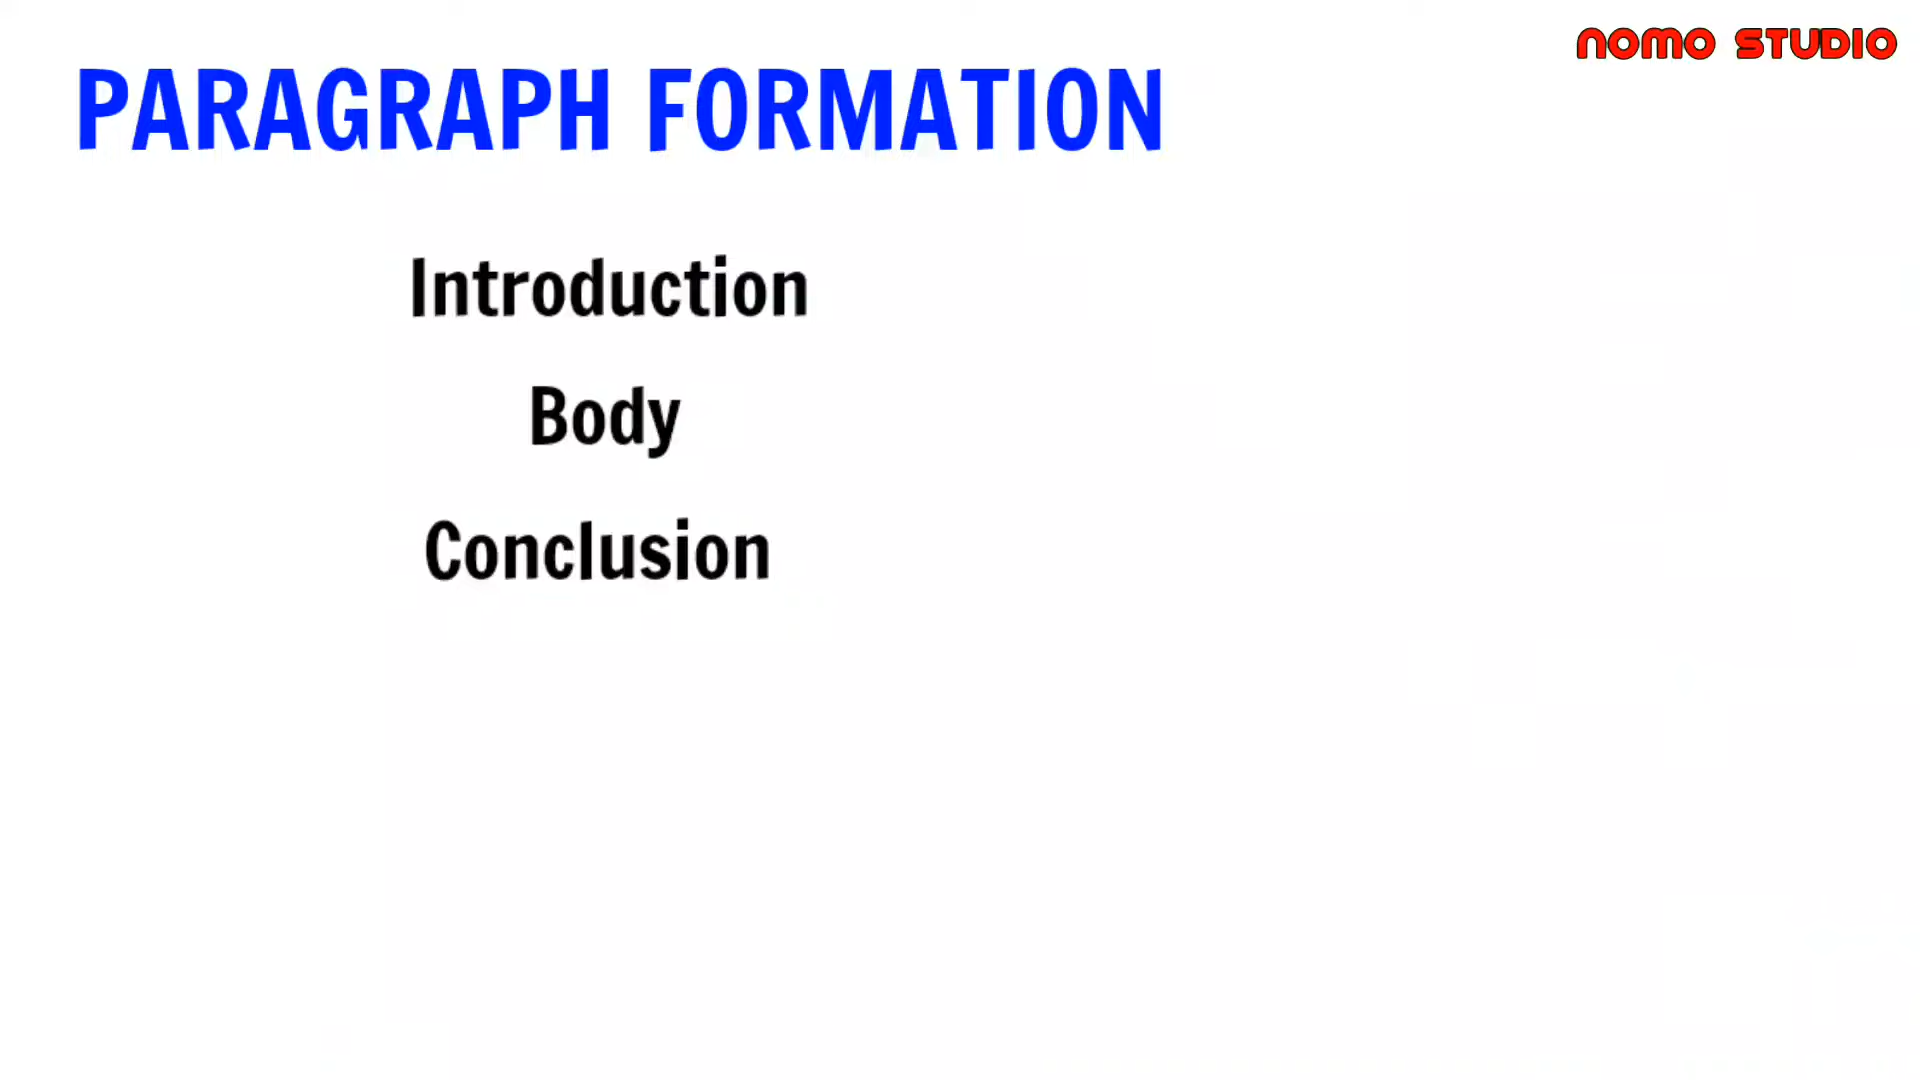 NOMO STUDIO
PARAGRAPH FORMATION
Introduction
Body
Conclusion